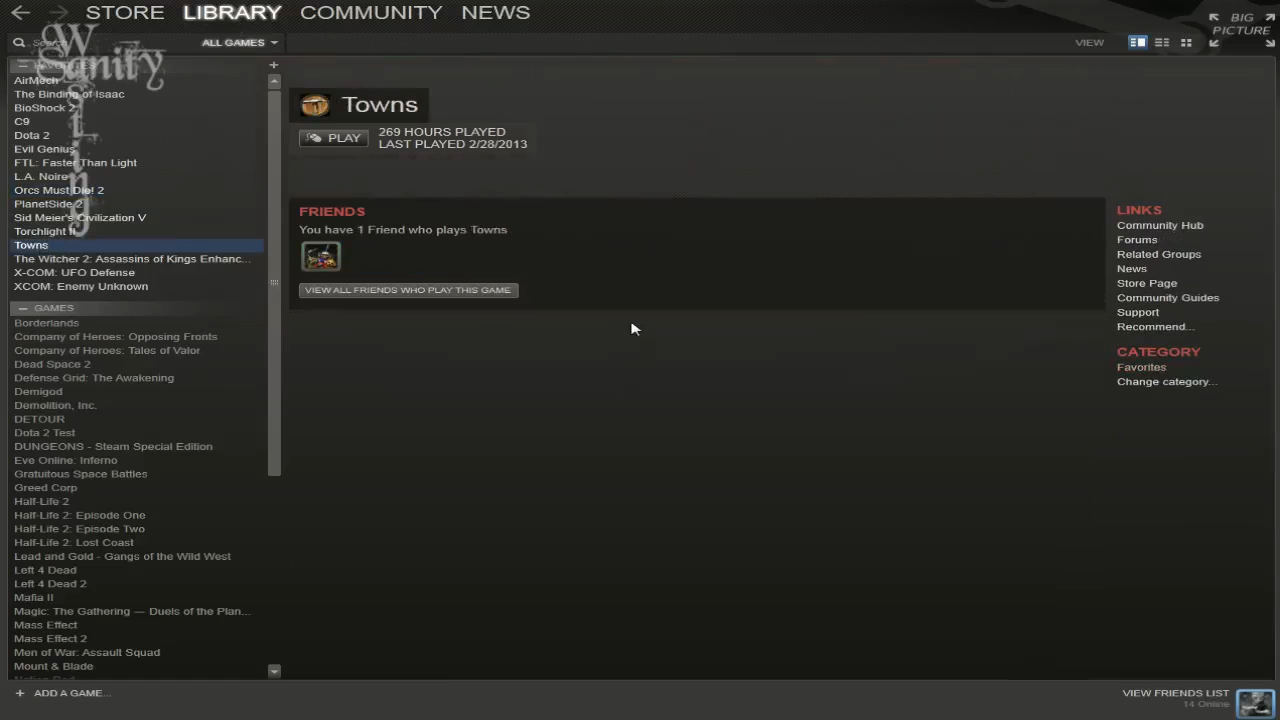 STORE LIBRARY COMMUNITY NEWS
BIG PICTURE
ALL GAMES
VIEW
Wanity
Sanity
Sling
FAVORITES
AirMech
The Binding of Isaac
BioShock 2
C9
Dota 2
Evil Genius
FTL: Faster Than Light
L.A. Noire
Orcs Must Die! 2
PlanetSide 2
Sid Meier's Civilization V
Torchlight II
Towns
The Witcher 2: Assassins of Kings Enhanc...
X-COM: UFO Defense
XCOM: Enemy Unknown
GAMES
Borderlands
Company of Heroes: Opposing Fronts
Company of Heroes: Tales of Valor
Dead Space 2
Defense Grid: The Awakening
Demigod
Demolition, Inc.
DETOUR
Dota 2 Test
DUNGEONS - Steam Special Edition
Eve Online: Inferno
Gratuitous Space Battles
Greed Corp
Half-Life 2
Half-Life 2: Episode One
Half-Life 2: Episode Two
Half-Life 2: Lost Coast
Lead and Gold - Gangs of the Wild West
Left 4 Dead
Left 4 Dead 2
Mafia II
Magic: The Gathering — Duels of the Plan...
Mass Effect
Mass Effect 2
Men of War: Assault Squad
Mount & Blade
+ ADD A GAME...
Towns
PLAY
269 HOURS PLAYED
LAST PLAYED 2/28/2013
FRIENDS
You have 1 Friend who plays Towns
VIEW ALL FRIENDS WHO PLAY THIS GAME
LINKS
Community Hub
Forums
Related Groups
News
Store Page
Community Guides
Support
Recommend...
CATEGORY
Favorites
Change category...
VIEW FRIENDS LIST
14 Online